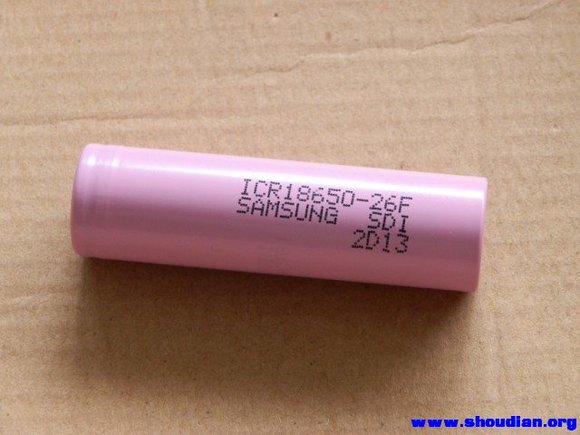 ICR18650-26F
SAMSUNG SDI
2D13
www.shoudian.org